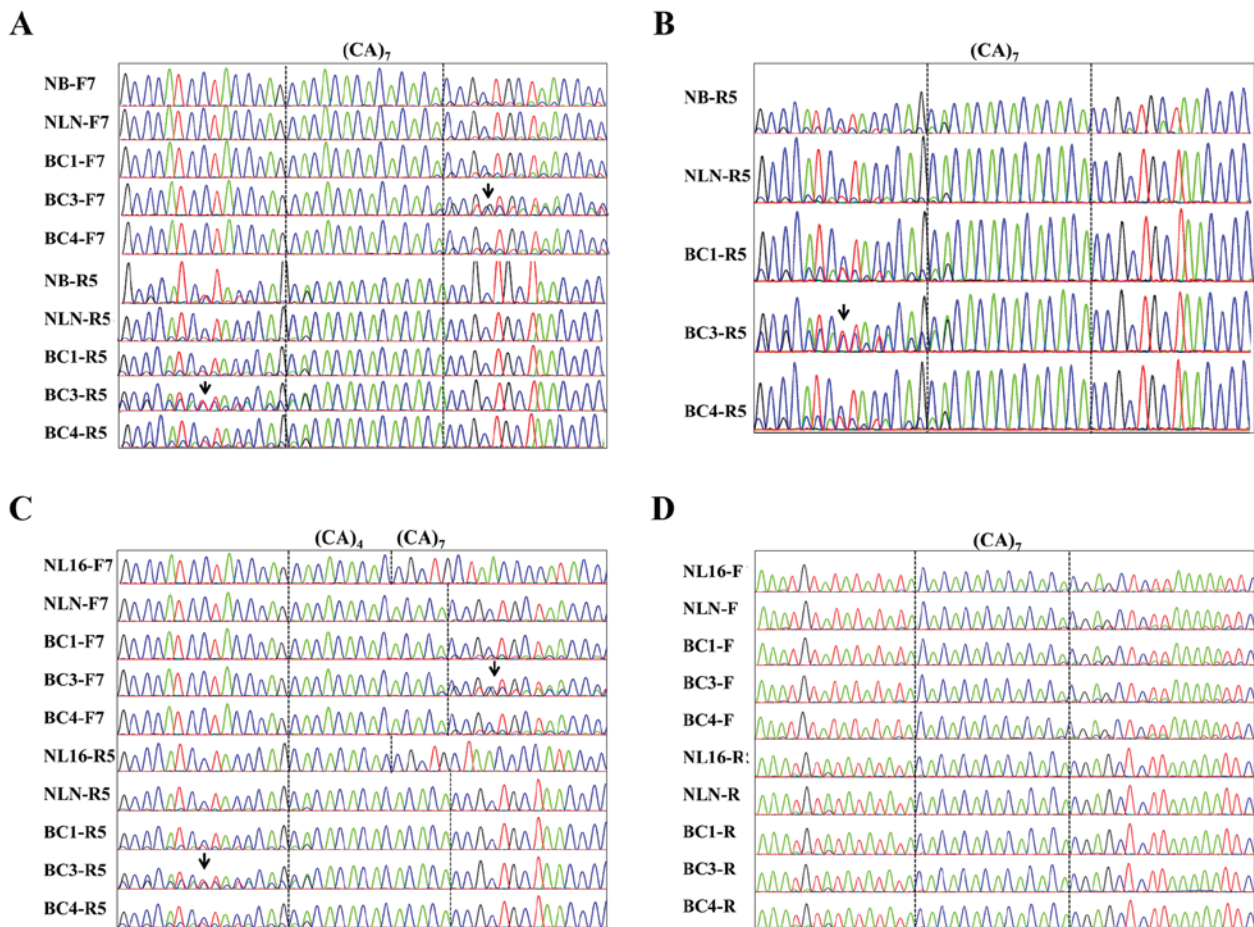 A
(CA)7
NB-F7
NLN-F7
BC1-F7
BC3-F7
BC4-F7
NB-R5
NLN-R5
BC1-R5
BC3-R5
BC4-R5
B
(CA)7
NB-R5
NLN-R5
BC1-R5
BC3-R5
BC4-R5
C
(CA)4 (CA)7
NL16-F7
NLN-F7
BC1-F7
BC3-F7
BC4-F7
NL16-R5
NLN-R5
BC1-R5
BC3-R5
BC4-R5
D
(CA)7
NL16-F
NLN-F
BC1-F
BC3-F
BC4-F
NL16-R
NLN-R
BC1-R
BC3-R
BC4-R